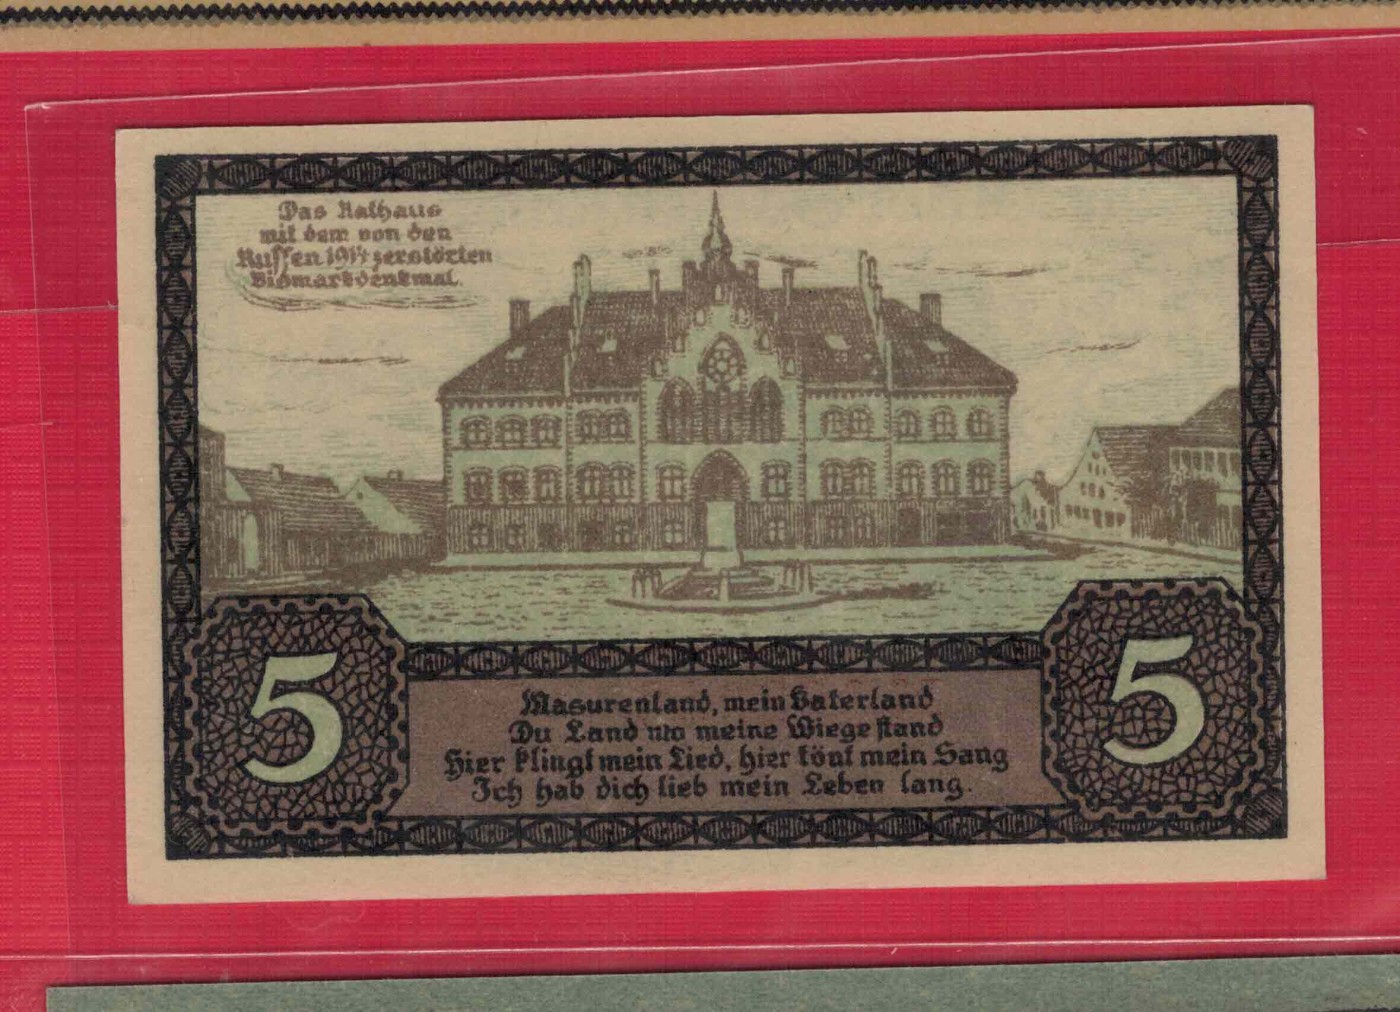 Das Rathaus
mit dem von den
Russen 1914 zerstörten
Bismarkdenkmal.
Masurenland, mein Vaterland
Du Land wo meine Wiege stand
Hier klingt mein Lied, hier tönt mein Sang
Ich hab dich lieb mein Leben lang.
5
5